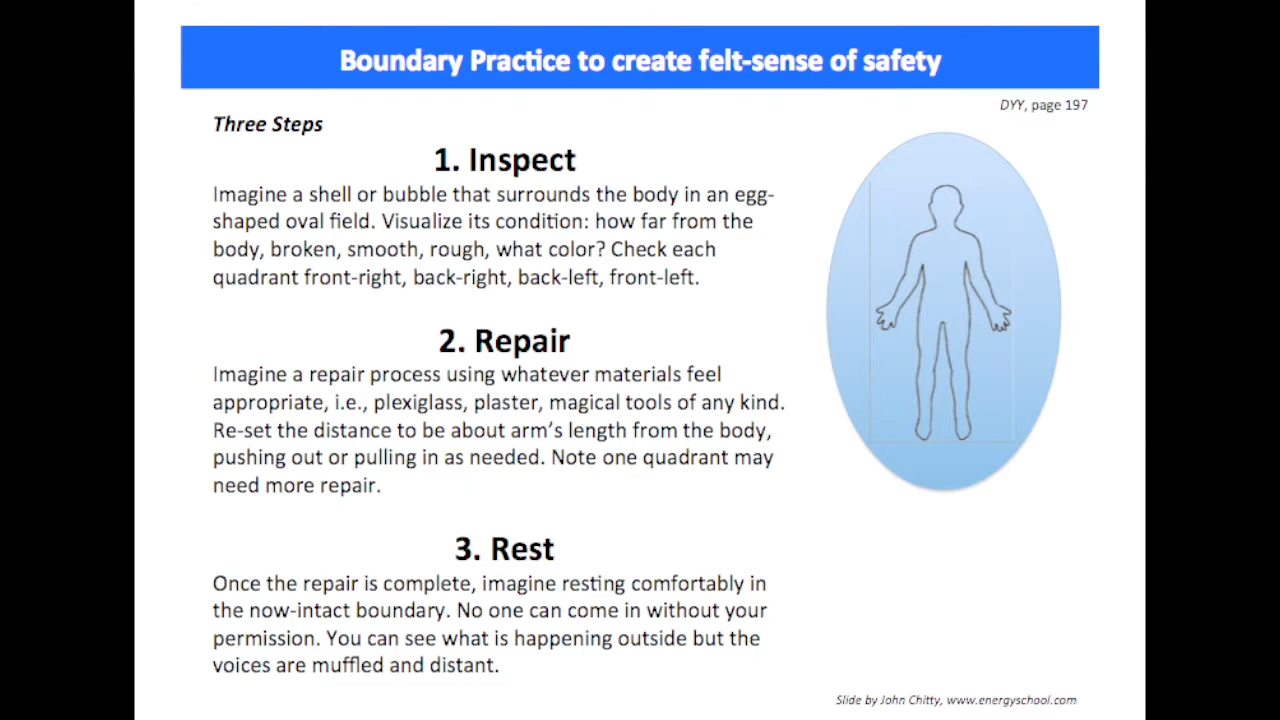 Boundary Practice to create felt-sense of safety
DYY, page 197
Three Steps
1. Inspect
Imagine a shell or bubble that surrounds the body in an egg-
shaped oval field. Visualize its condition: how far from the
body, broken, smooth, rough, what color? Check each
quadrant front-right, back-right, back-left, front-left.
2. Repair
Imagine a repair process using whatever materials feel
appropriate, i.e., plexiglass, plaster, magical tools of any kind.
Re-set the distance to be about arm's length from the body,
pushing out or pulling in as needed. Note one quadrant may
need more repair.
3. Rest
Once the repair is complete, imagine resting comfortably in
the now-intact boundary. No one can come in without your
permission. You can see what is happening outside but the
voices are muffled and distant.
Slide by John Chitty, www.energyschool.com